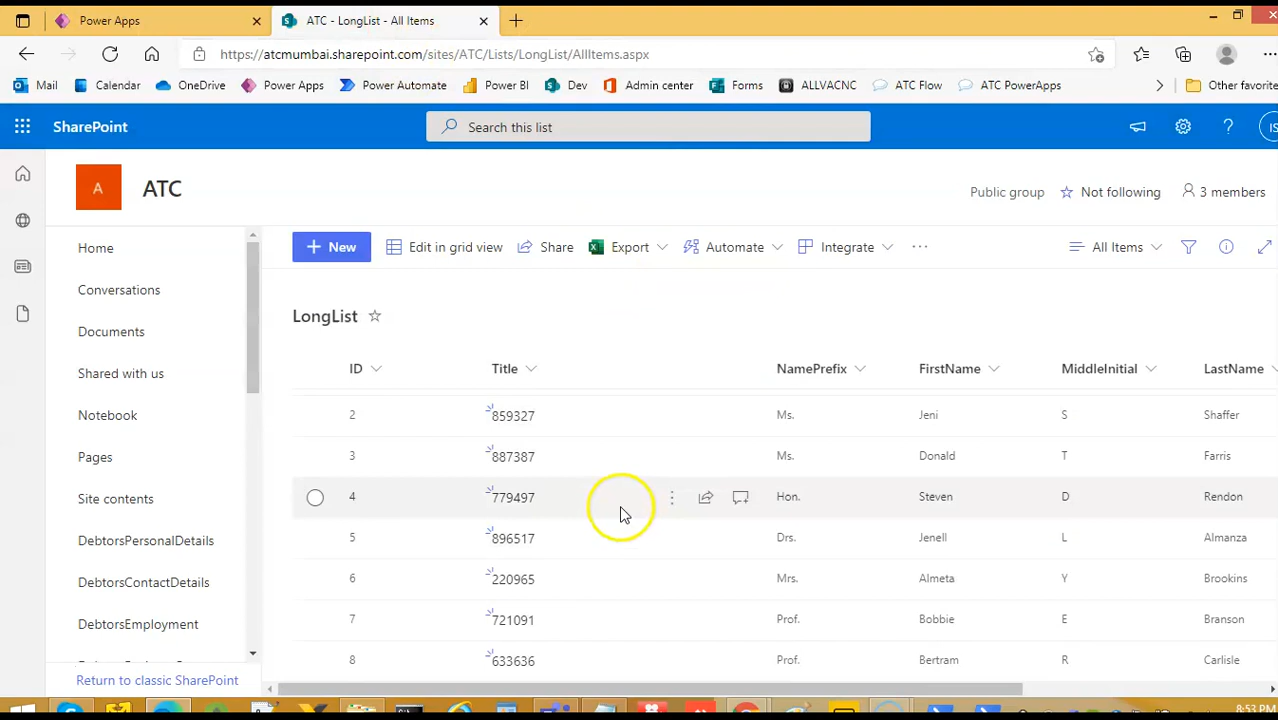 Power Apps
ATC - LongList - All Items
https://atcmumbai.sharepoint.com/sites/ATC/Lists/LongList/AllItems.aspx
Mail Calendar OneDrive Power Apps Power Automate Power BI Dev Admin center Forms ALLVACNC ATC Flow ATC PowerApps Other favorite
SharePoint
Search this list
IS
A
ATC
Public group Not following 3 members
Home
Conversations
Documents
Shared with us
Notebook
Pages
Site contents
DebtorsPersonalDetails
DebtorsContactDetails
DebtorsEmployment
Return to classic SharePoint
New Edit in grid view Share Export Automate Integrate ··· All Items
LongList
ID Title NamePrefix FirstName MiddleInitial LastName
2 859327 Ms. Jeni S Shaffer
3 887387 Ms. Donald T Farris
4 779497 Hon. Steven D Rendon
5 896517 Drs. Jenell L Almanza
6 220965 Mrs. Almeta Y Brookins
7 721091 Prof. Bobbie E Branson
8 633636 Prof. Bertram R Carlisle
8:53 PM